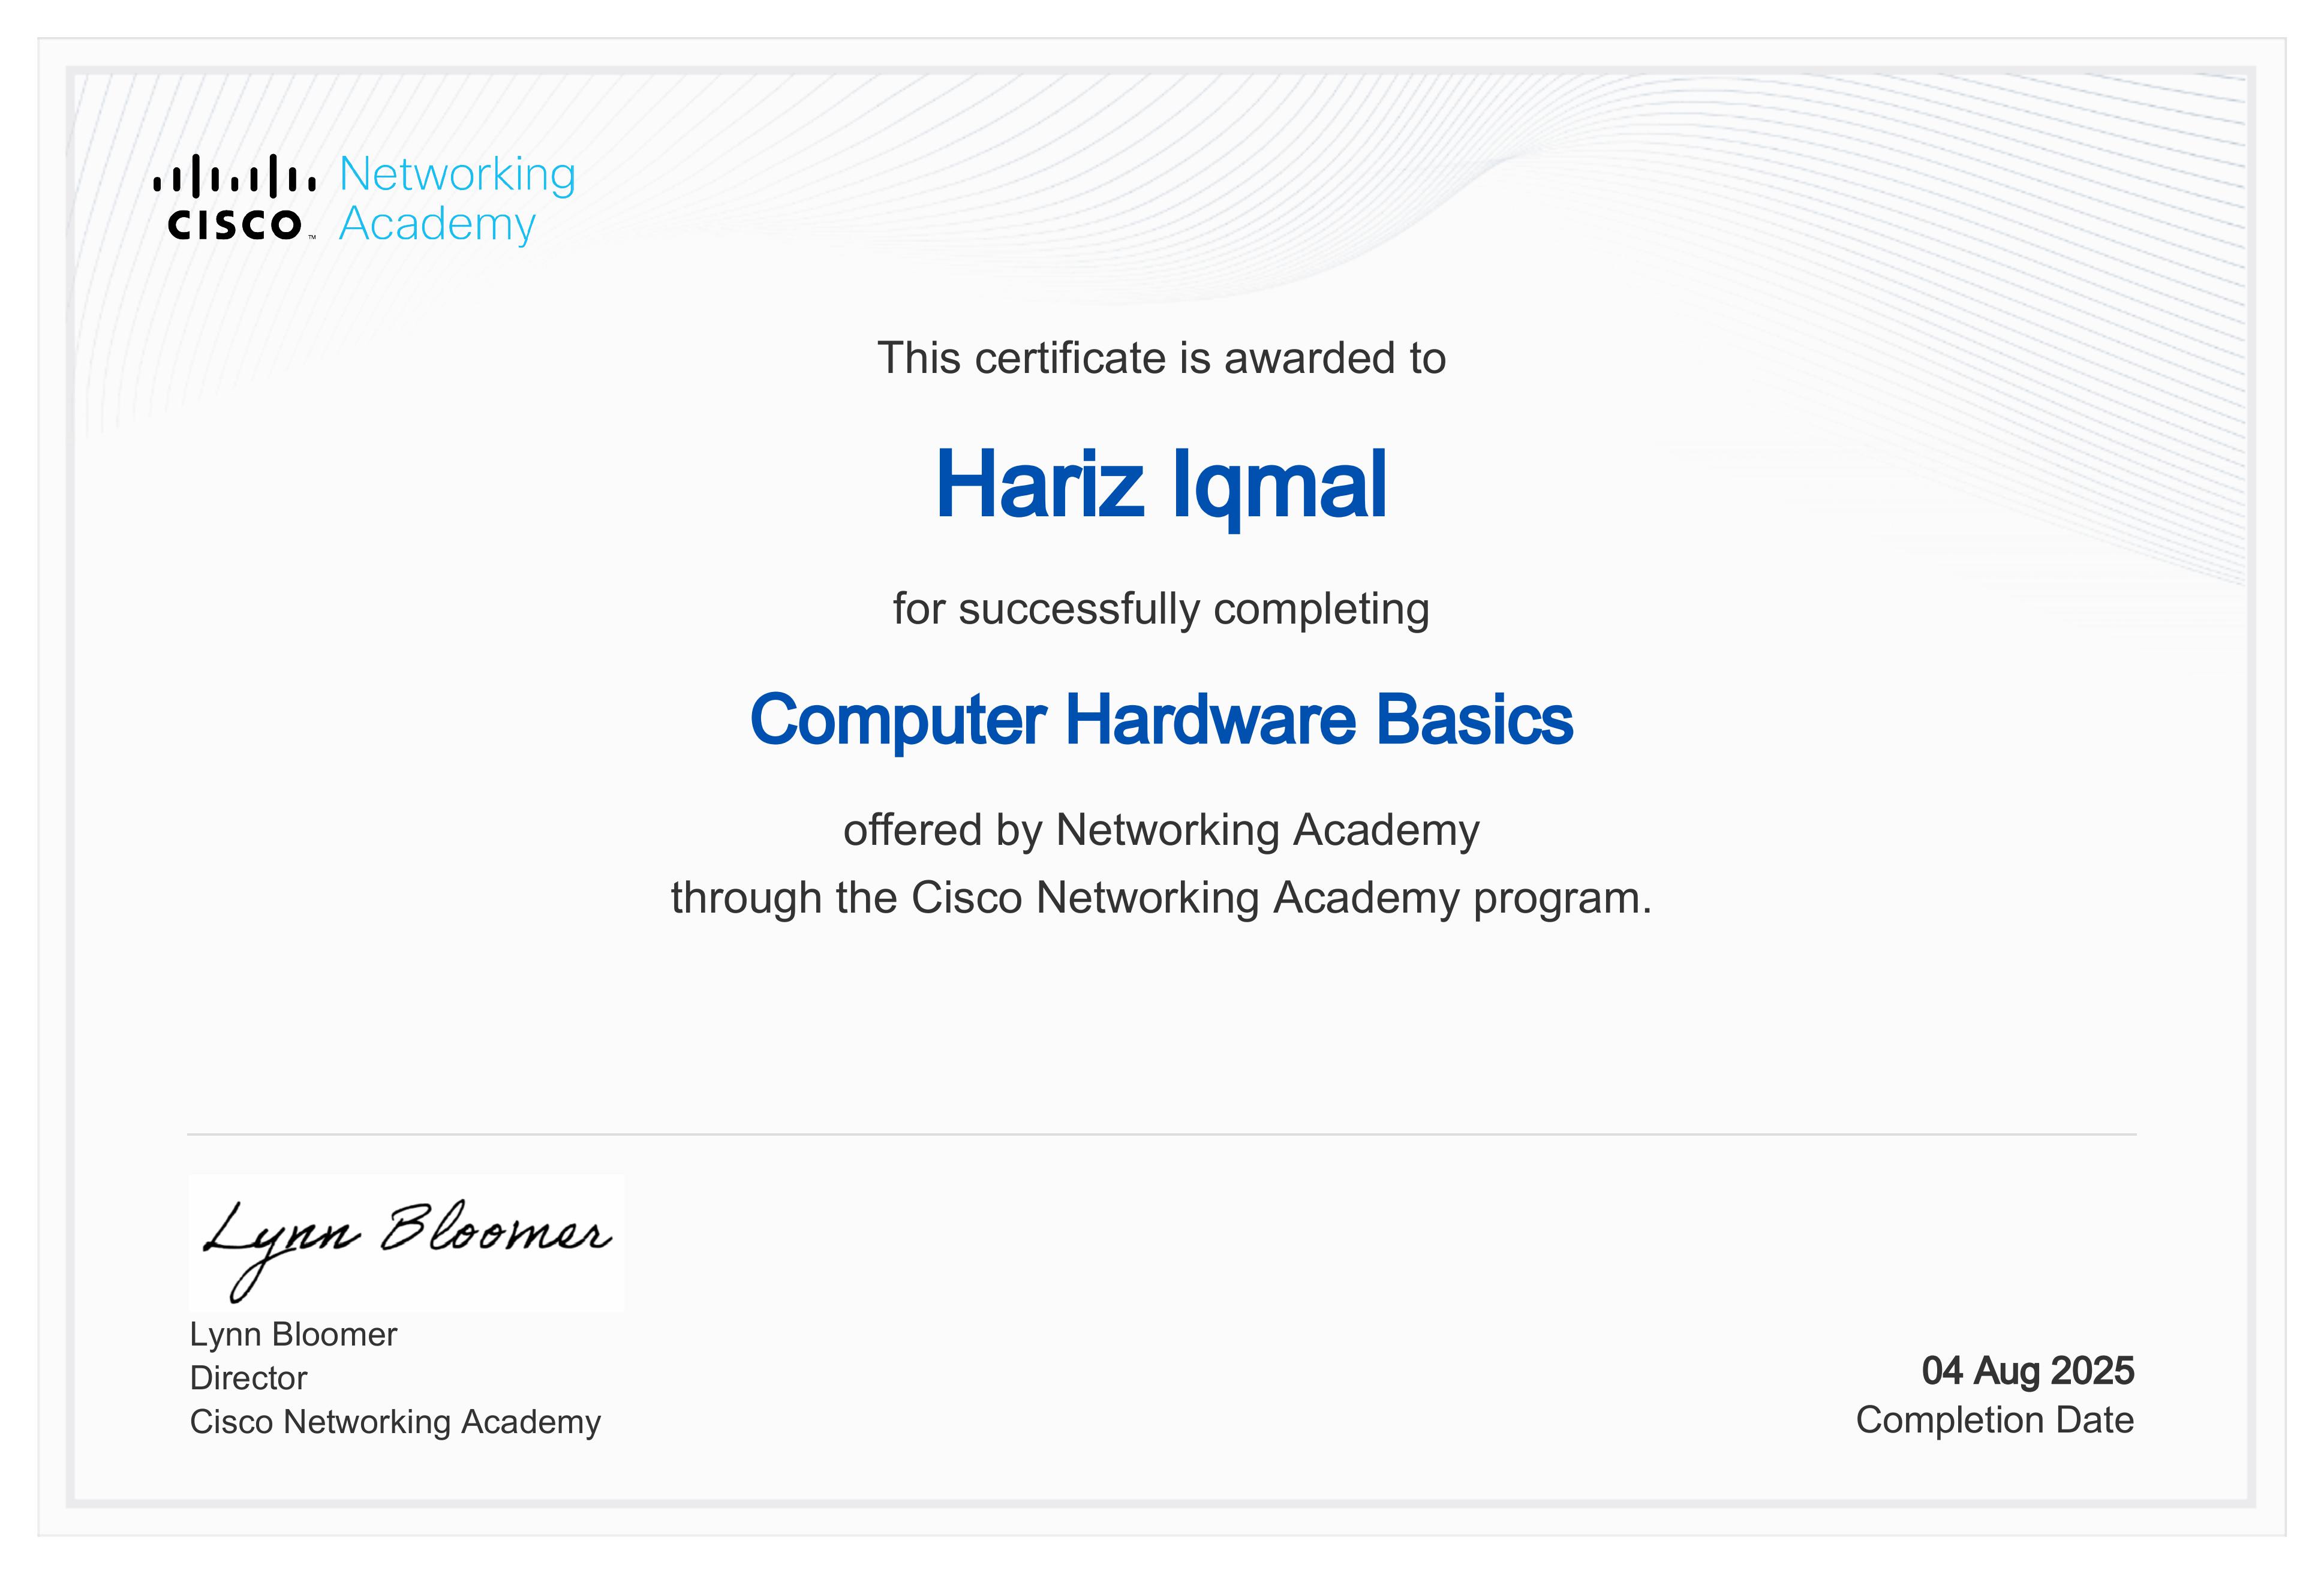 CISCO™ Networking
Academy
This certificate is awarded to
Hariz Iqmal
for successfully completing
Computer Hardware Basics
offered by Networking Academy
through the Cisco Networking Academy program.
Lynn Bloomer
Lynn Bloomer
Director
Cisco Networking Academy
04 Aug 2025
Completion Date